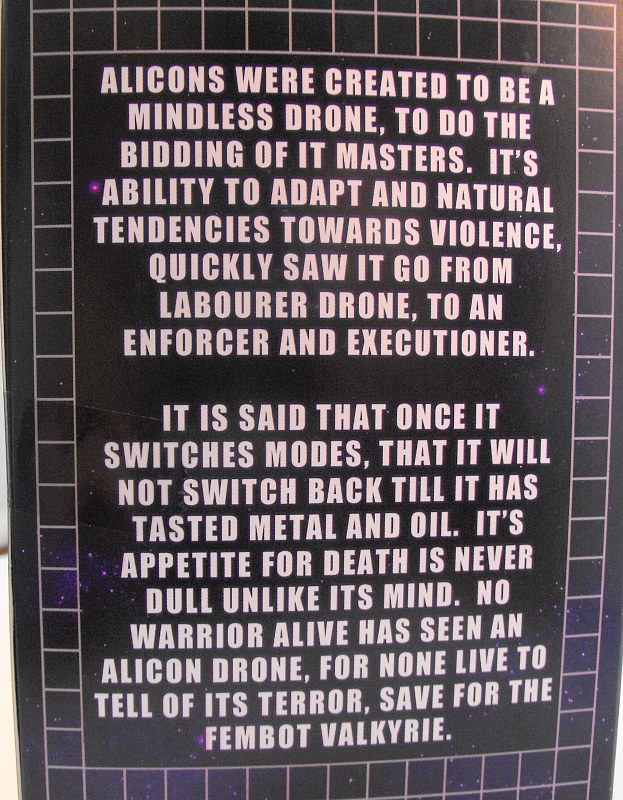 ALICONS WERE CREATED TO BE A
MINDLESS DRONE, TO DO THE
BIDDING OF IT MASTERS. IT'S
ABILITY TO ADAPT AND NATURAL
TENDENCIES TOWARDS VIOLENCE,
QUICKLY SAW IT GO FROM
LABOURER DRONE, TO AN
ENFORCER AND EXECUTIONER.
IT IS SAID THAT ONCE IT
SWITCHES MODES, THAT IT WILL
NOT SWITCH BACK TILL IT HAS
TASTED METAL AND OIL. IT'S
APPETITE FOR DEATH IS NEVER
DULL UNLIKE ITS MIND. NO
WARRIOR ALIVE HAS SEEN AN
ALICON DRONE, FOR NONE LIVE TO
TELL OF ITS TERROR, SAVE FOR THE
FEMBOT VALKYRIE.